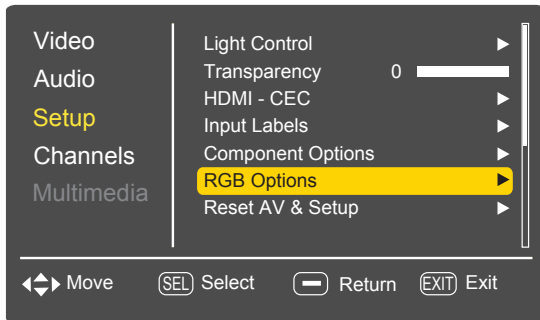 Video
Audio
Setup
Channels
Multimedia
Light Control
Transparency 0
HDMI - CEC
Input Labels
Component Options
RGB Options
Reset AV & Setup
Move SEL Select Return EXIT Exit